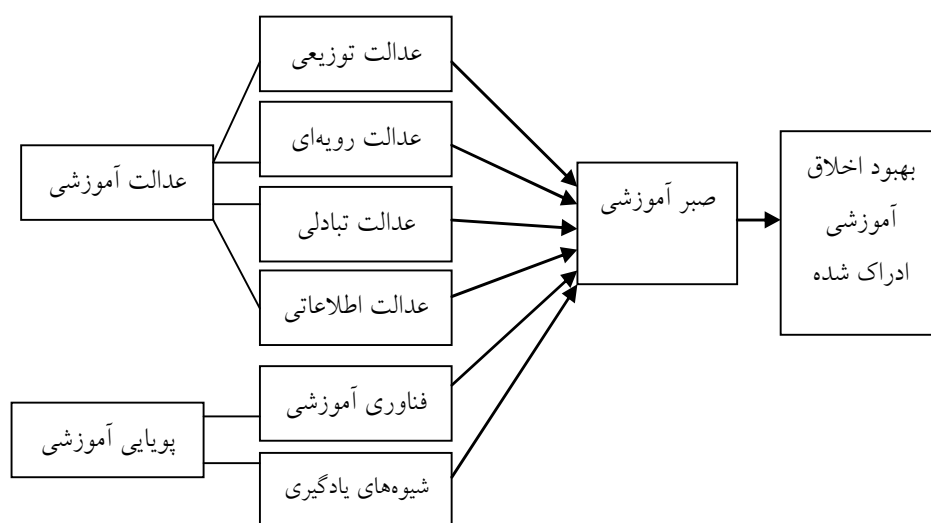 عدالت آموزشی
عدالت توزیعی
عدالت رویه‌ای
عدالت تبادلی
عدالت اطلاعاتی
پویایی آموزشی
فناوری آموزشی
شیوه‌های یادگیری
صبر آموزشی
بهبود اخلاق
آموزشی
ادراک شده